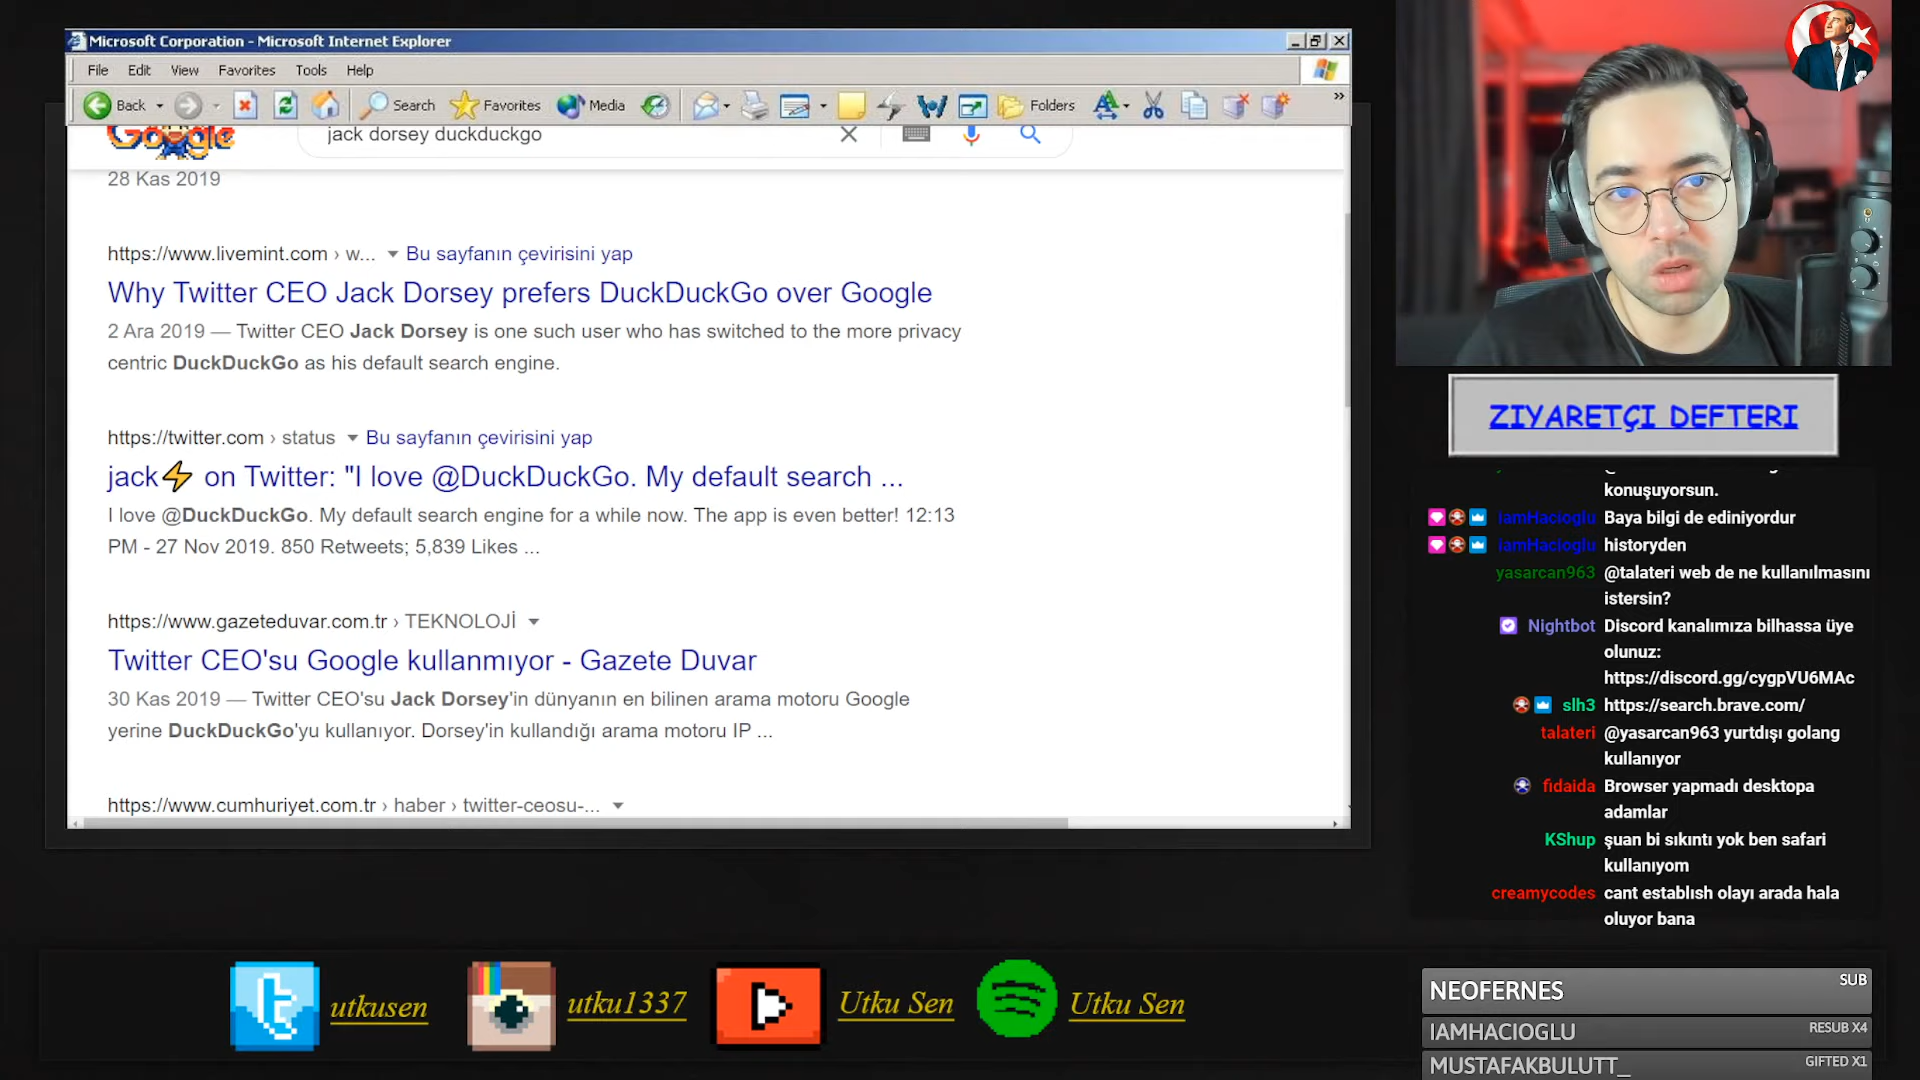 Microsoft Corporation - Microsoft Internet Explorer
File Edit View Favorites Tools Help
Back Search Favorites Media Folders
Google
jack dorsey duckduckgo
28 Kas 2019
https://www.livemint.com › w... Bu sayfanın çevirisini yap
Why Twitter CEO Jack Dorsey prefers DuckDuckGo over Google
2 Ara 2019 — Twitter CEO Jack Dorsey is one such user who has switched to the more privacy
centric DuckDuckGo as his default search engine.
https://twitter.com › status Bu sayfanın çevirisini yap
jack⚡ on Twitter: "I love @DuckDuckGo. My default search ...
I love @DuckDuckGo. My default search engine for a while now. The app is even better! 12:13
PM - 27 Nov 2019. 850 Retweets; 5,839 Likes ...
https://www.gazeteduvar.com.tr › TEKNOLOJİ
Twitter CEO'su Google kullanmıyor - Gazete Duvar
30 Kas 2019 — Twitter CEO'su Jack Dorsey'in dünyanın en bilinen arama motoru Google
yerine DuckDuckGo'yu kullanıyor. Dorsey'in kullandığı arama motoru IP ...
https://www.cumhuriyet.com.tr › haber › twitter-ceosu-...
ZIYARETÇI DEFTERI
konuşuyorsun.
iamHacioglu Baya bilgi de ediniyordur
iamHacioglu historyden
yasarcan963 @talateri web de ne kullanılmasını
istersin?
Nightbot Discord kanalımıza bilhassa üye
olunuz:
https://discord.gg/cygpVU6MAc
slh3 https://search.brave.com/
talateri @yasarcan963 yurtdışı golang
kullanıyor
fıdaida Browser yapmadı desktopa
adamlar
KShup şuan bi sıkıntı yok ben safari
kullanıyom
creamycodes cant establısh olayı arada hala
oluyor bana
utkusen
utku1337
Utku Sen
Utku Sen
NEOFERNES SUB
IAMHACIOGLU RESUB X4
MUSTAFAKBULUTT_ GIFTED X1